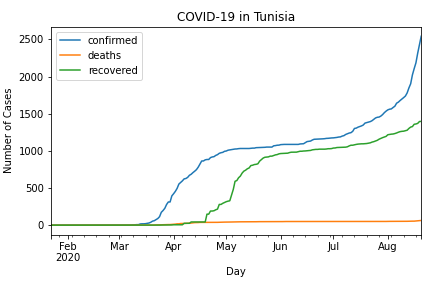 COVID-19 in Tunisia
confirmed
deaths
recovered
Number of Cases
2500
2000
1500
1000
500
0
Feb Mar Apr May Jun Jul Aug
2020
Day